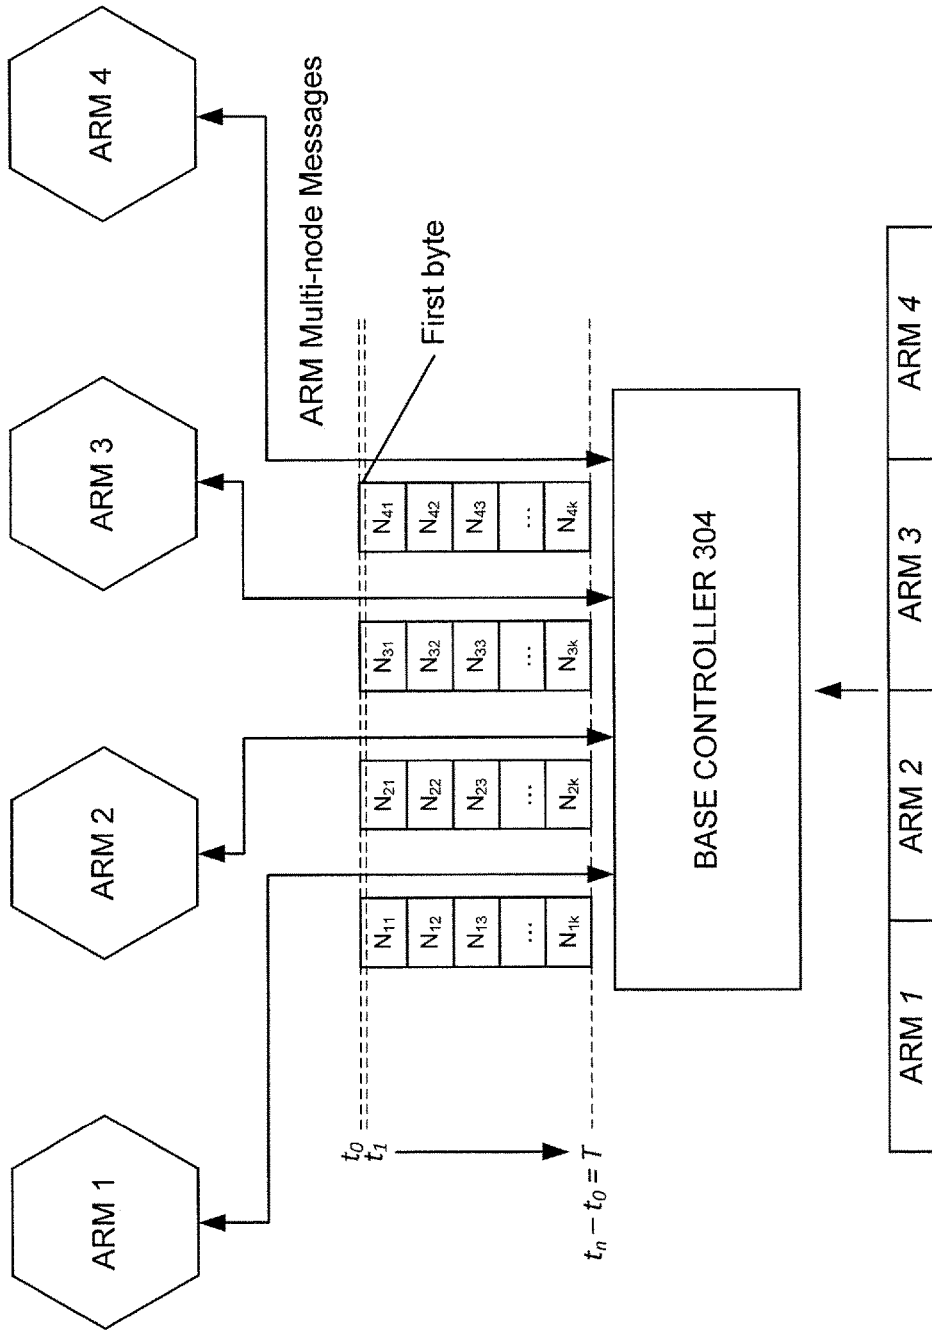 ARM 1
ARM 2
ARM 3
ARM 4
ARM Multi-node Messages
First byte
t₀
t₁
tₙ – t₀ = T
N₁₁
N₁₂
N₁₃
...
N₁ₖ
N₂₁
N₂₂
N₂₃
...
N₂ₖ
N₃₁
N₃₂
N₃₃
...
N₃ₖ
N₄₁
N₄₂
N₄₃
...
N₄ₖ
BASE CONTROLLER 304
ARM 1
ARM 2
ARM 3
ARM 4